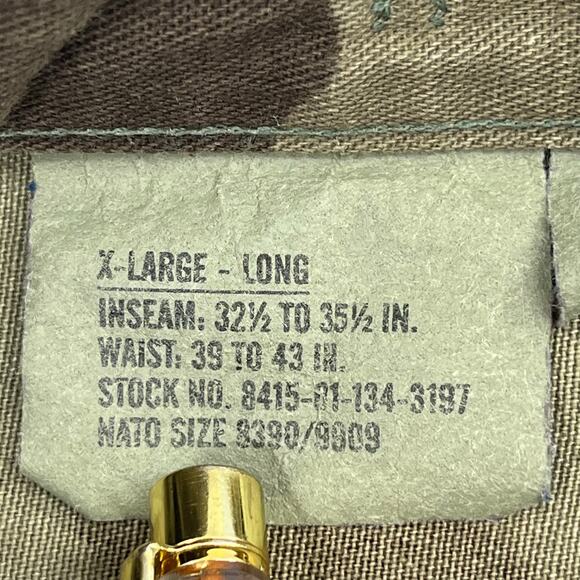 X-LARGE - LONG
INSEAM: 32½ TO 35½ IN.
WAIST: 39 TO 43 IN.
STOCK NO. 8415-01-134-3197
NATO SIZE 8390/9909